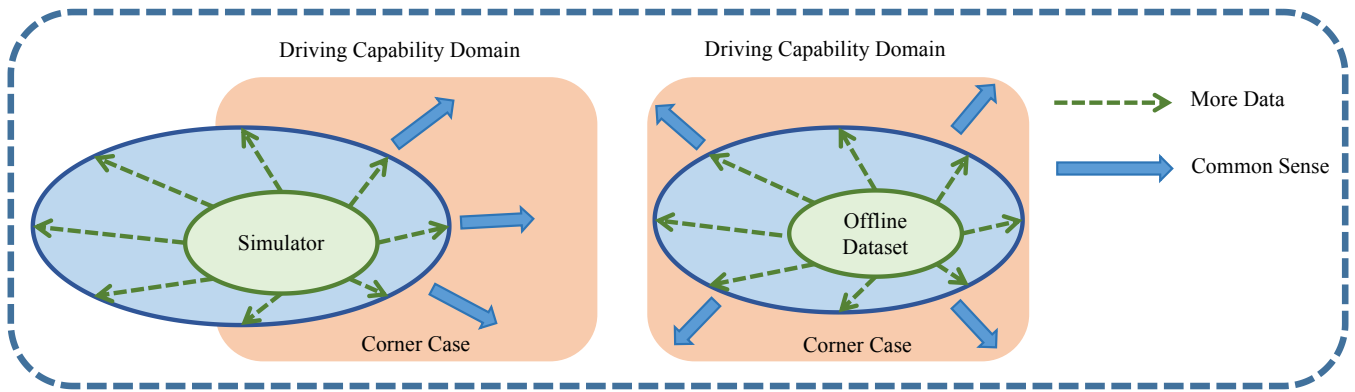 Driving Capability Domain
Simulator
Corner Case
Driving Capability Domain
Offline
Dataset
Corner Case
More Data
Common Sense